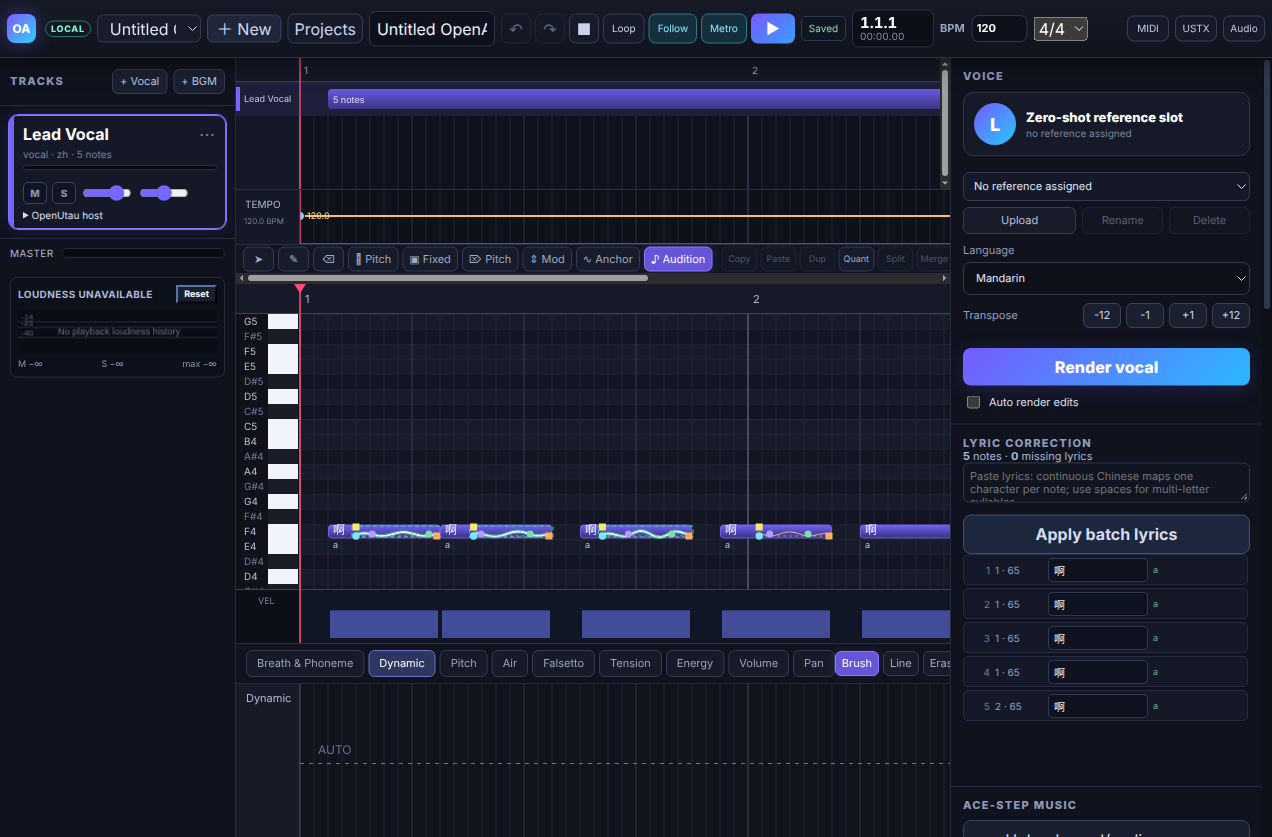 OA LOCAL Untitled ( + New Projects Untitled OpenA Loop Follow Metro Saved 1.1.1 00:00.00 BPM 120 4/4 MIDI USTX Audio
TRACKS + Vocal + BGM
Lead Vocal ...
vocal · zh · 5 notes
M S
OpenUtau host
MASTER
LOUDNESS UNAVAILABLE Reset
-14
-23
-40
No playback loudness history
M −∞ S −∞ max −∞
1 2
Lead Vocal 5 notes
TEMPO
120.0 BPM 120.0
Pitch Fixed Pitch Mod Anchor Audition Copy Paste Dup Quant Split Merge
1 2
G5
F#5
F5
E5
D#5
D5
C#5
C5
B4
A#4
A4
G#4
G4
F#4
F4 啊 啊 啊 啊 啊
E4 a a a a a
D#4
D4
VEL
Breath & Phoneme Dynamic Pitch Air Falsetto Tension Energy Volume Pan Brush Line Eras
Dynamic
AUTO
VOICE
L Zero-shot reference slot
no reference assigned
No reference assigned
Upload Rename Delete
Language
Mandarin
Transpose -12 -1 +1 +12
Render vocal
Auto render edits
LYRIC CORRECTION
5 notes · 0 missing lyrics
Paste lyrics: continuous Chinese maps one
character per note; use spaces for multi-letter
Apply batch lyrics
1 1 · 65 啊 a
2 1 · 65 啊 a
3 1 · 65 啊 a
4 1 · 65 啊 a
5 2 · 65 啊 a
ACE-STEP MUSIC